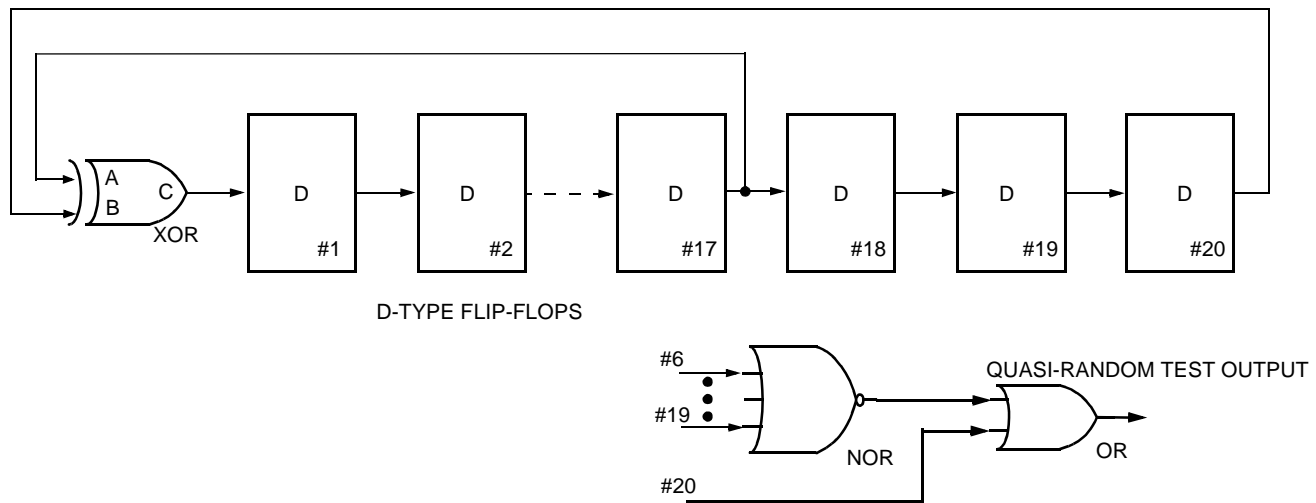 A
B
C
XOR
D
#1
D
#2
D
#17
D
#18
D
#19
D
#20
D-TYPE FLIP-FLOPS
#6
#19
#20
NOR
QUASI-RANDOM TEST OUTPUT
OR